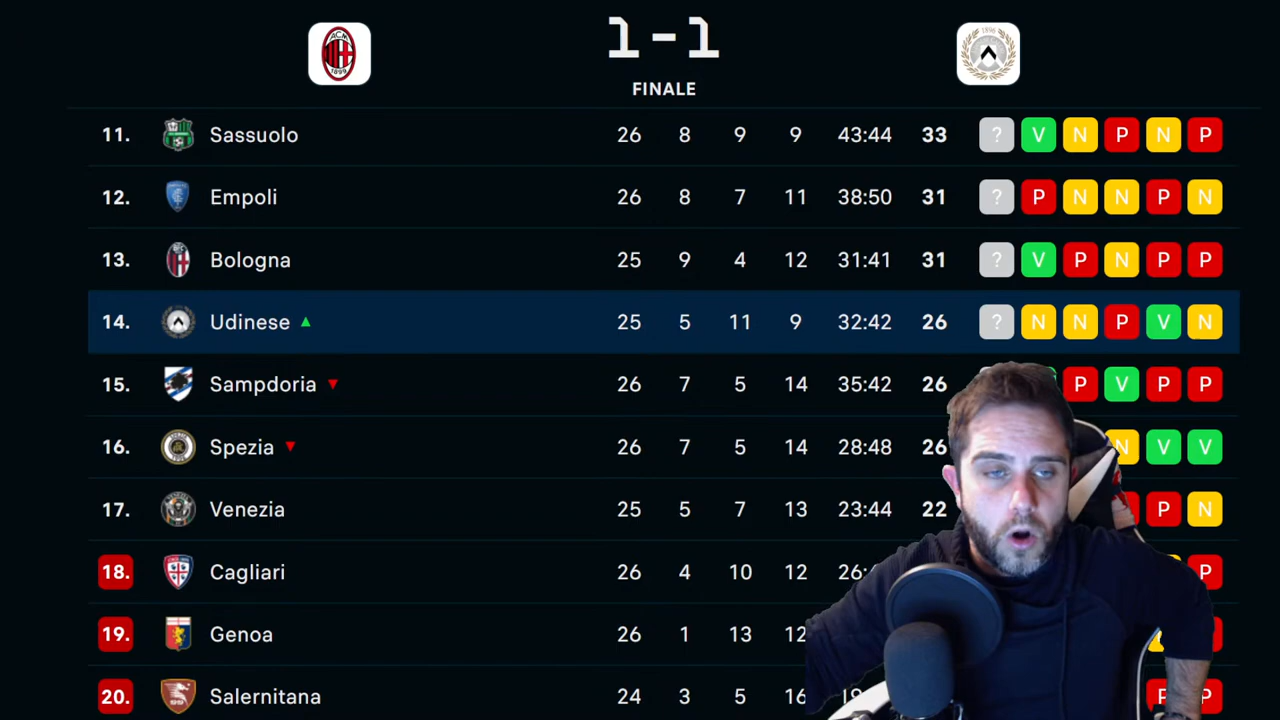 1-1
FINALE
11. Sassuolo 26 8 9 9 43:44 33 ? V N P N P
12. Empoli 26 8 7 11 38:50 31 ? P N N P N
13. Bologna 25 9 4 12 31:41 31 ? V P N P P
14. Udinese 25 5 11 9 32:42 26 ? N N P V N
15. Sampdoria 26 7 5 14 35:42 26 P V P P
16. Spezia 26 7 5 14 28:48 26 N V V
17. Venezia 25 5 7 13 23:44 22 P N
18. Cagliari 26 4 10 12 P
19. Genoa 26 1 13 12
20. Salernitana 24 3 5 16 P P